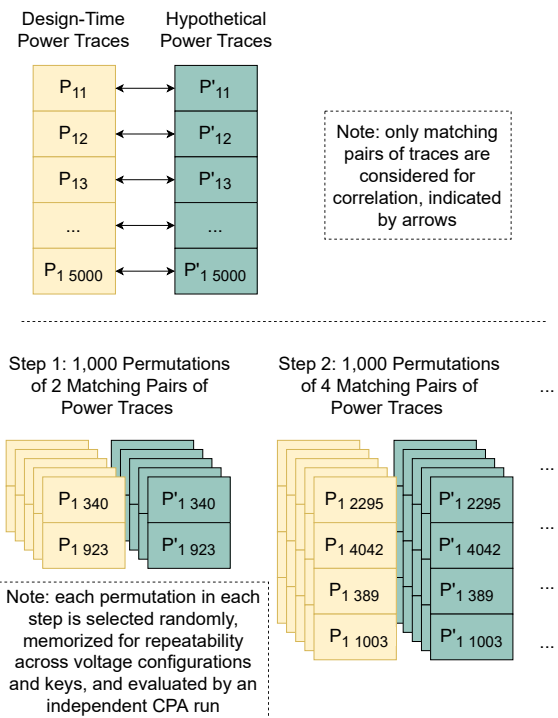 Design-Time
Power Traces
Hypothetical
Power Traces
P11
P'11
P12
P'12
P13
P'13
...
...
P1 5000
P'1 5000
Note: only matching
pairs of traces are
considered for
correlation, indicated
by arrows
Step 1: 1,000 Permutations
of 2 Matching Pairs of
Power Traces
Step 2: 1,000 Permutations
of 4 Matching Pairs of
Power Traces
...
P1 340
P'1 340
P1 923
P'1 923
P1 2295
P'1 2295
P1 4042
P'1 4042
P1 389
P'1 389
P1 1003
P'1 1003
...
...
...
...
Note: each permutation in each
step is selected randomly,
memorized for repeatability
across voltage configurations
and keys, and evaluated by an
independent CPA run